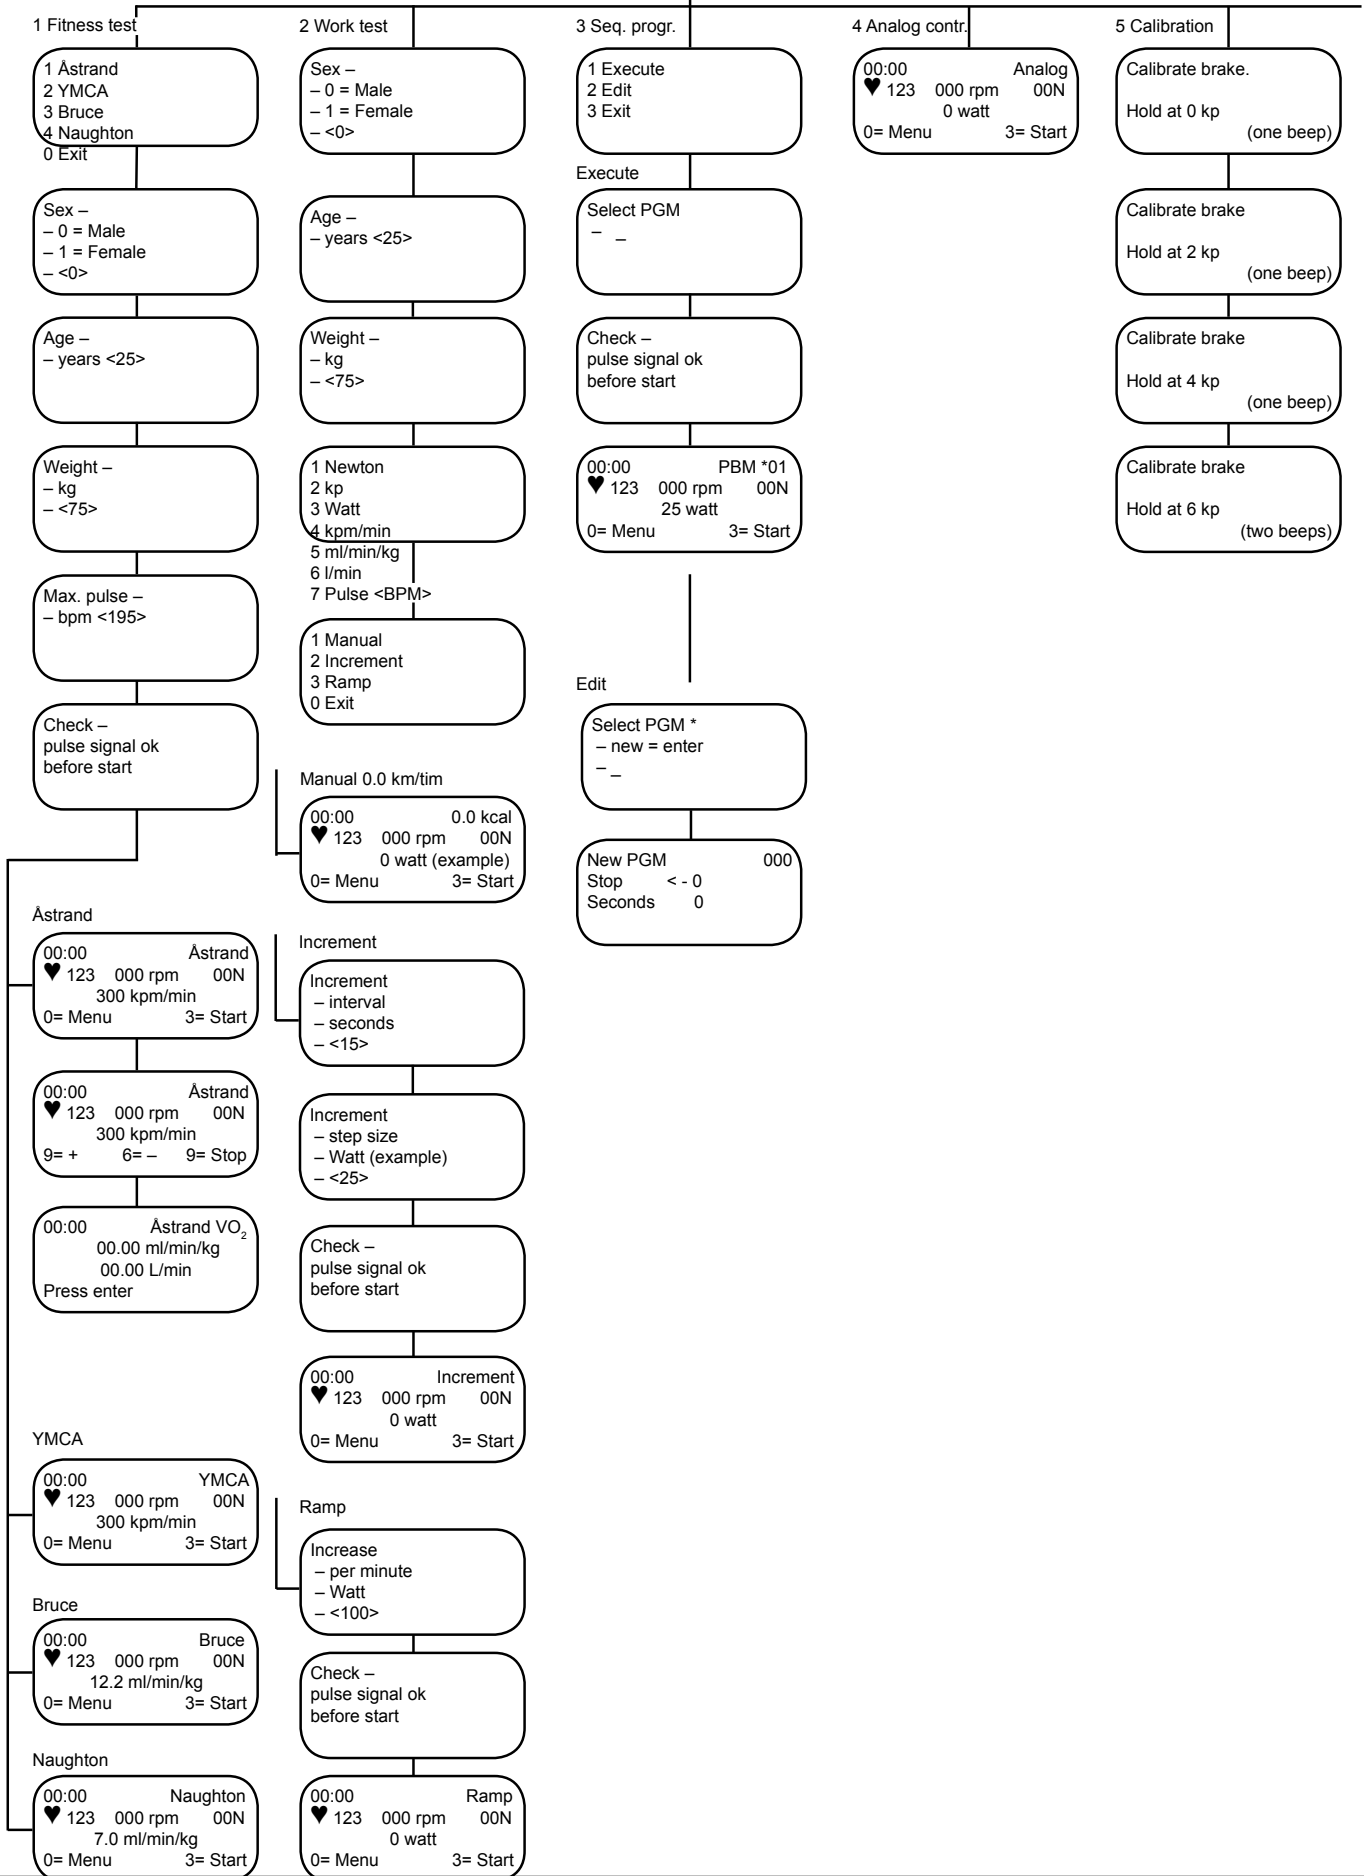 1 Fitness test
1 Åstrand
2 YMCA
3 Bruce
4 Naughton
0 Exit
Sex –
– 0 = Male
– 1 = Female
– <0>
Age –
– years <25>
Weight –
– kg
– <75>
Max. pulse –
– bpm <195>
Check –
pulse signal ok
before start
Åstrand
00:00 Åstrand
♥ 123 000 rpm 00N
300 kpm/min
0= Menu 3= Start
00:00 Åstrand
♥ 123 000 rpm 00N
300 kpm/min
9= + 6= – 9= Stop
00:00 Åstrand VO2
00.00 ml/min/kg
00.00 L/min
Press enter
YMCA
00:00 YMCA
♥ 123 000 rpm 00N
300 kpm/min
0= Menu 3= Start
Bruce
00:00 Bruce
♥ 123 000 rpm 00N
12.2 ml/min/kg
0= Menu 3= Start
Naughton
00:00 Naughton
♥ 123 000 rpm 00N
7.0 ml/min/kg
0= Menu 3= Start
2 Work test
Sex –
– 0 = Male
– 1 = Female
– <0>
Age –
– years <25>
Weight –
– kg
– <75>
1 Newton
2 kp
3 Watt
4 kpm/min
5 ml/min/kg
6 l/min
7 Pulse <BPM>
1 Manual
2 Increment
3 Ramp
0 Exit
Manual 0.0 km/tim
00:00 0.0 kcal
♥ 123 000 rpm 00N
0 watt (example)
0= Menu 3= Start
Increment
Increment
– interval
– seconds
– <15>
Increment
– step size
– Watt (example)
– <25>
Check –
pulse signal ok
before start
00:00 Increment
♥ 123 000 rpm 00N
0 watt
0= Menu 3= Start
Ramp
Increase
– per minute
– Watt
– <100>
Check –
pulse signal ok
before start
00:00 Ramp
♥ 123 000 rpm 00N
0 watt
0= Menu 3= Start
3 Seq. progr.
1 Execute
2 Edit
3 Exit
Execute
Select PGM
– _
Check –
pulse signal ok
before start
00:00 PBM *01
♥ 123 000 rpm 00N
25 watt
0= Menu 3= Start
Edit
Select PGM *
– new = enter
– _
New PGM 000
Stop < - 0
Seconds 0
4 Analog contr.
00:00 Analog
♥ 123 000 rpm 00N
0 watt
0= Menu 3= Start
5 Calibration
Calibrate brake.
Hold at 0 kp
(one beep)
Calibrate brake
Hold at 2 kp
(one beep)
Calibrate brake
Hold at 4 kp
(one beep)
Calibrate brake
Hold at 6 kp
(two beeps)